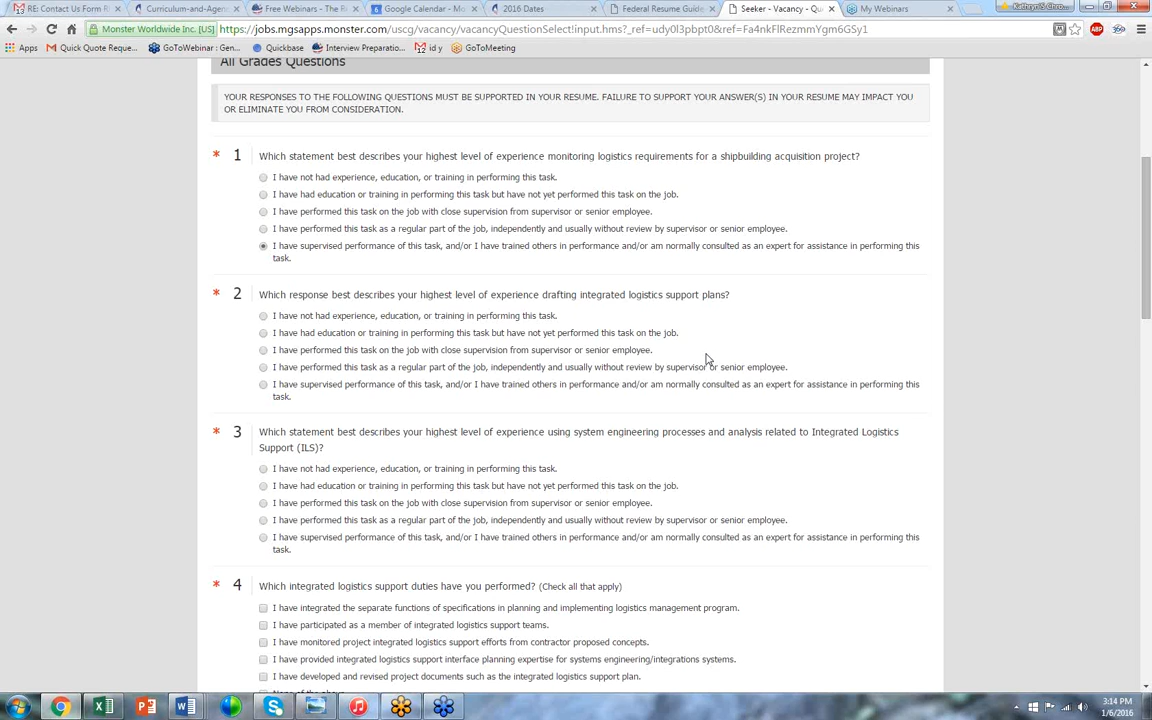 RE: Contact Us Form R
Curriculum-and-Agen
Free Webinars - The R
Google Calendar - Mo
2016 Dates
Federal Resume Guide
Seeker - Vacancy - Qu
My Webinars
Monster Worldwide Inc. [US]
https://jobs.mgsapps.monster.com/uscg/vacancy/vacancyQuestionSelect!input.hms?_ref=udy0l3pbpt0&ref=Fa4nkFlRezmmYgm6GSy1
Apps
Quick Quote Reque...
GoToWebinar : Gen...
Quickbase
Interview Preparatio...
id y
GoToMeeting
All Grades Questions
YOUR RESPONSES TO THE FOLLOWING QUESTIONS MUST BE SUPPORTED IN YOUR RESUME. FAILURE TO SUPPORT YOUR ANSWER(S) IN YOUR RESUME MAY IMPACT YOU
OR ELIMINATE YOU FROM CONSIDERATION.
* 1 Which statement best describes your highest level of experience monitoring logistics requirements for a shipbuilding acquisition project?
I have not had experience, education, or training in performing this task.
I have had education or training in performing this task but have not yet performed this task on the job.
I have performed this task on the job with close supervision from supervisor or senior employee.
I have performed this task as a regular part of the job, independently and usually without review by supervisor or senior employee.
I have supervised performance of this task, and/or I have trained others in performance and/or am normally consulted as an expert for assistance in performing this
task.
* 2 Which response best describes your highest level of experience drafting integrated logistics support plans?
I have not had experience, education, or training in performing this task.
I have had education or training in performing this task but have not yet performed this task on the job.
I have performed this task on the job with close supervision from supervisor or senior employee.
I have performed this task as a regular part of the job, independently and usually without review by supervisor or senior employee.
I have supervised performance of this task, and/or I have trained others in performance and/or am normally consulted as an expert for assistance in performing this
task.
* 3 Which statement best describes your highest level of experience using system engineering processes and analysis related to Integrated Logistics
Support (ILS)?
I have not had experience, education, or training in performing this task.
I have had education or training in performing this task but have not yet performed this task on the job.
I have performed this task on the job with close supervision from supervisor or senior employee.
I have performed this task as a regular part of the job, independently and usually without review by supervisor or senior employee.
I have supervised performance of this task, and/or I have trained others in performance and/or am normally consulted as an expert for assistance in performing this
task.
* 4 Which integrated logistics support duties have you performed? (Check all that apply)
I have integrated the separate functions of specifications in planning and implementing logistics management program.
I have participated as a member of integrated logistics support teams.
I have monitored project integrated logistics support efforts from contractor proposed concepts.
I have provided integrated logistics support interface planning expertise for systems engineering/integrations systems.
I have developed and revised project documents such as the integrated logistics support plan.
3:14 PM
1/6/2016